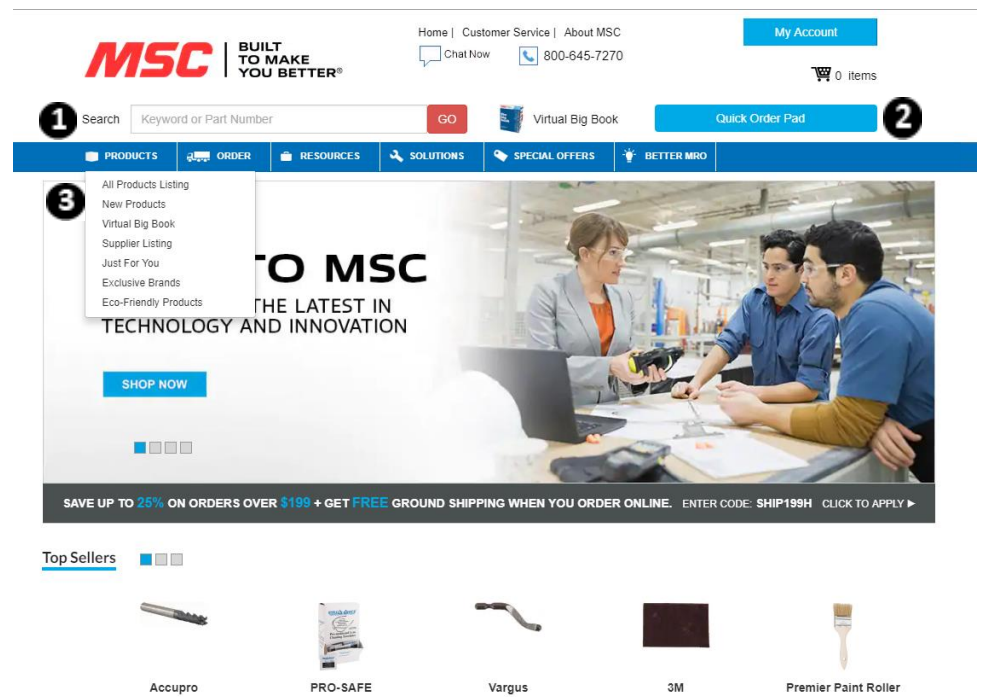 Home | Customer Service | About MSC
My Account
MSC
BUILT
TO MAKE
YOU BETTER®
Chat Now
800-645-7270
0 items
1
Search
Keyword or Part Number
GO
Virtual Big Book
Quick Order Pad
2
PRODUCTS
ORDER
RESOURCES
SOLUTIONS
SPECIAL OFFERS
BETTER MRO
3
All Products Listing
New Products
Virtual Big Book
Supplier Listing
Just For You
Exclusive Brands
Eco-Friendly Products
O MSC
HE LATEST IN
TECHNOLOGY AND INNOVATION
SHOP NOW
SAVE UP TO 25% ON ORDERS OVER $199 + GET FREE GROUND SHIPPING WHEN YOU ORDER ONLINE. ENTER CODE: SHIP199H CLICK TO APPLY
Top Sellers
Accupro
PRO-SAFE
Vargus
3M
Premier Paint Roller